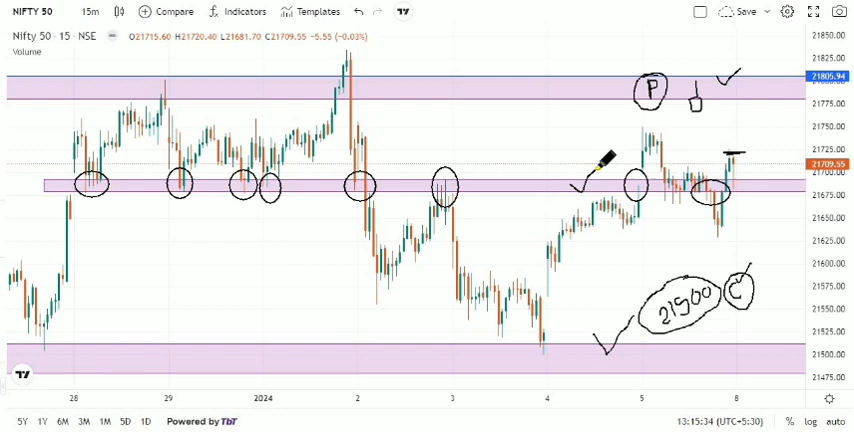 NIFTY 50 15m Compare Indicators Templates Save
Nifty 50 · 15 · NSE O21715.60 H21720.40 L21681.70 C21709.55 -5.55 (-0.03%)
Volume
21850.00
21825.00
21805.94
21775.00
21750.00
21725.00
21709.55
21700.00
21675.00
21650.00
21625.00
21600.00
21575.00
21550.00
21525.00
21500.00
21475.00
P
21500
C
28 29 2024 2 3 4 5 8
5Y 1Y 6M 3M 1M 5D 1D Powered by TbT 13:15:34 (UTC+5:30) % log auto